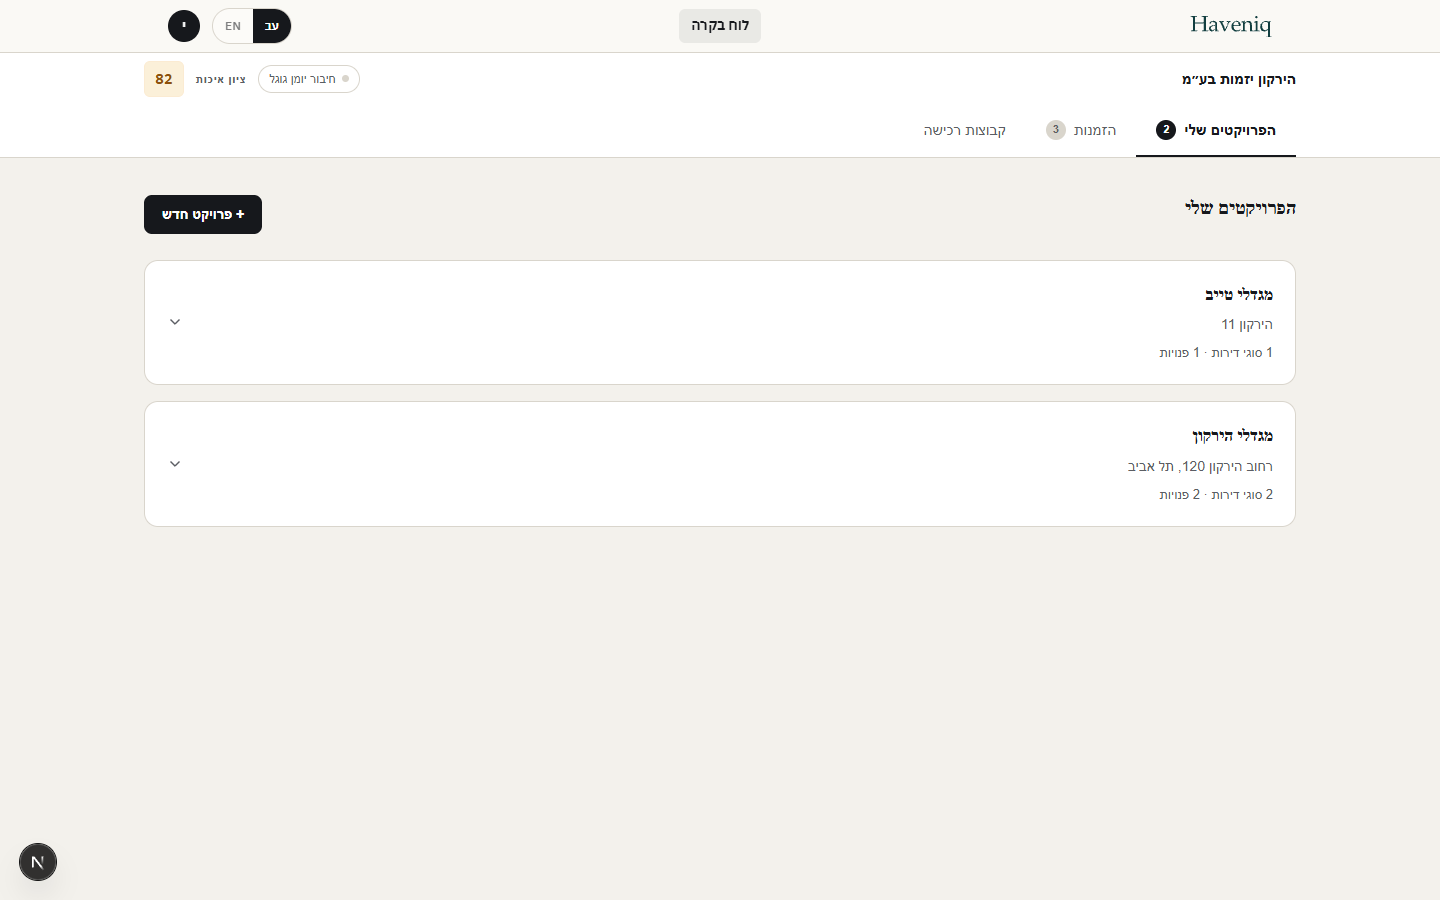 Haveniq
לוח בקרה
עב EN
י
הירקון יזמות בע״מ
חיבור יומן גוגל
ציון איכות
82
הפרויקטים שלי 2
הזמנות 3
קבוצות רכישה
הפרויקטים שלי
+ פרויקט חדש
מגדלי טייב
הירקון 11
1 סוגי דירות · 1 פנויות
מגדלי הירקון
רחוב הירקון 120, תל אביב
2 סוגי דירות · 2 פנויות
N